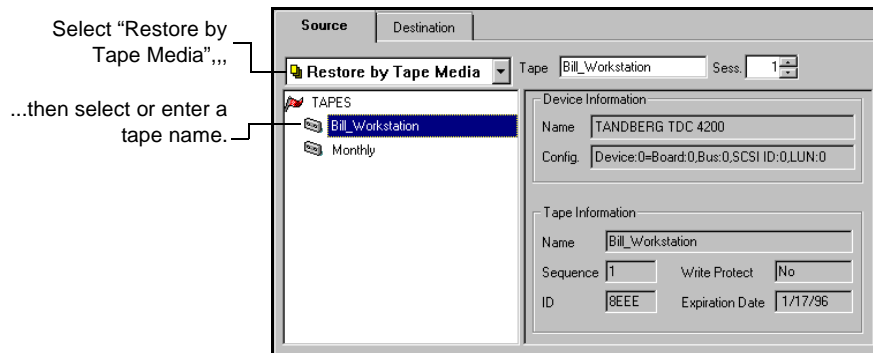 Select “Restore by
Tape Media”,,,
...then select or enter a
tape name.
Source
Destination
Restore by Tape Media
Tape Bill_Workstation Sess. 1
TAPES
Bill_Workstation
Monthly
Device Information
Name TANDBERG TDC 4200
Config. Device:0=Board:0,Bus:0,SCSI ID:0,LUN:0
Tape Information
Name Bill_Workstation
Sequence 1 Write Protect No
ID 8EEE Expiration Date 1/17/96